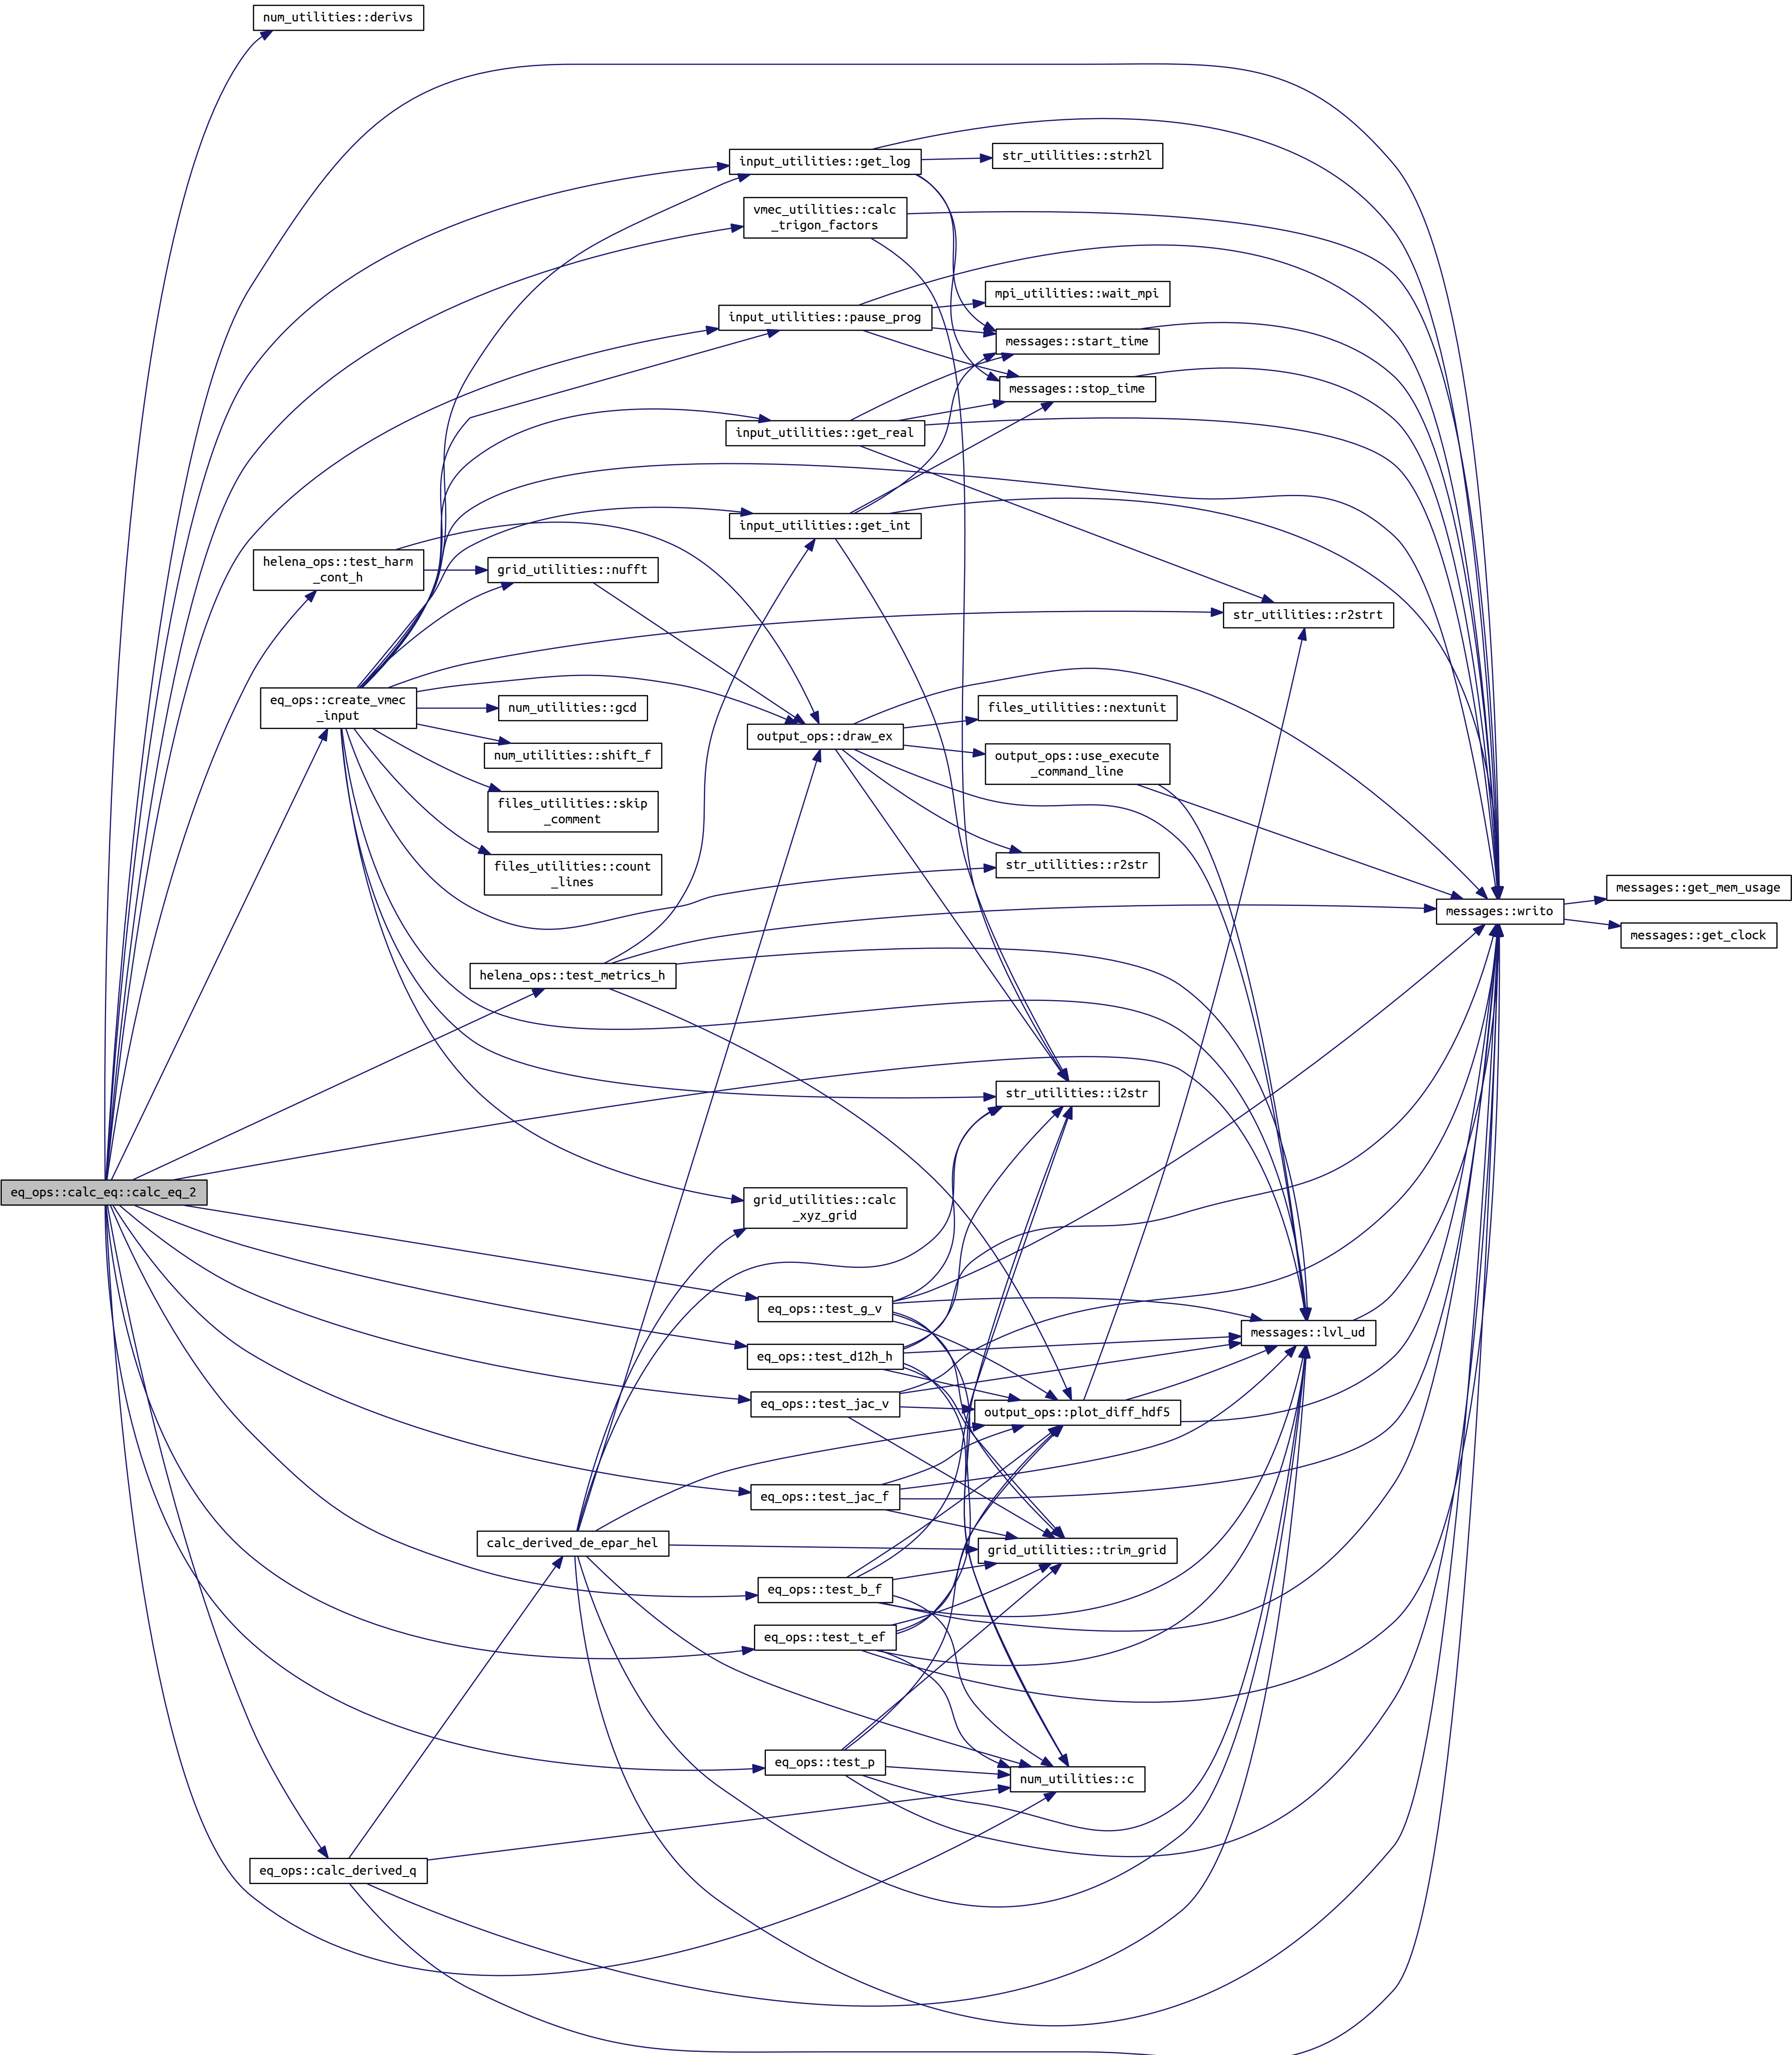 num_utilities::derivs
input_utilities::get_log
str_utilities::strh2l
vmec_utilities::calc
_trigon_factors
mpi_utilities::wait_mpi
input_utilities::pause_prog
messages::start_time
messages::stop_time
input_utilities::get_real
input_utilities::get_int
helena_ops::test_harm
_cont_h
grid_utilities::nufft
str_utilities::r2strt
eq_ops::create_vmec
_input
num_utilities::gcd
files_utilities::nextunit
output_ops::draw_ex
num_utilities::shift_f
output_ops::use_execute
_command_line
files_utilities::skip
_comment
files_utilities::count
_lines
str_utilities::r2str
messages::get_mem_usage
messages::writo
messages::get_clock
helena_ops::test_metrics_h
str_utilities::i2str
eq_ops::calc_eq::calc_eq_2
grid_utilities::calc
_xyz_grid
eq_ops::test_g_v
messages::lvl_ud
eq_ops::test_d12h_h
eq_ops::test_jac_v
output_ops::plot_diff_hdf5
eq_ops::test_jac_f
calc_derived_de_epar_hel
grid_utilities::trim_grid
eq_ops::test_b_f
eq_ops::test_t_ef
eq_ops::test_p
num_utilities::c
eq_ops::calc_derived_q